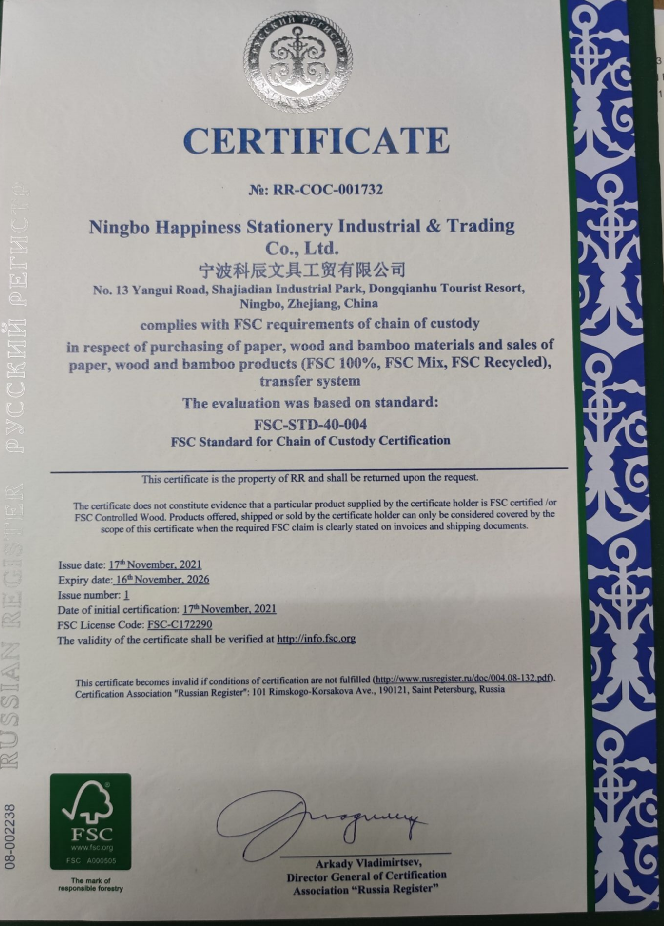 РУССКИЙ РЕГИСТР
RUSSIAN REGISTER
CERTIFICATE
№: RR-COC-001732
Ningbo Happiness Stationery Industrial & Trading
Co., Ltd.
宁波科辰文具工贸有限公司
No. 13 Yangui Road, Shajiadian Industrial Park, Dongqianhu Tourist Resort,
Ningbo, Zhejiang, China
complies with FSC requirements of chain of custody
in respect of purchasing of paper, wood and bamboo materials and sales of
paper, wood and bamboo products (FSC 100%, FSC Mix, FSC Recycled),
transfer system
The evaluation was based on standard:
FSC-STD-40-004
FSC Standard for Chain of Custody Certification
This certificate is the property of RR and shall be returned upon the request.
The certificate does not constitute evidence that a particular product supplied by the certificate holder is FSC certified /or
FSC Controlled Wood. Products offered, shipped or sold by the certificate holder can only be considered covered by the
scope of this certificate when the required FSC claim is clearly stated on invoices and shipping documents.
Issue date: 17th November, 2021
Expiry date: 16th November, 2026
Issue number: 1
Date of initial certification: 17th November, 2021
FSC License Code: FSC-C172290
The validity of the certificate shall be verified at http://info.fsc.org
This certificate becomes invalid if conditions of certification are not fulfilled (http://www.rusregister.ru/doc/004.08-132.pdf).
Certification Association "Russian Register": 101 Rimskogo-Korsakova Ave., 190121, Saint Petersburg, Russia
RUSSIAN REGISTER РУССКИЙ РЕГИСТР
08-002238
FSC
www.fsc.org
FSC A000505
The mark of
responsible forestry
Arkady Vladimirtsev,
Director General of Certification
Association “Russia Register”